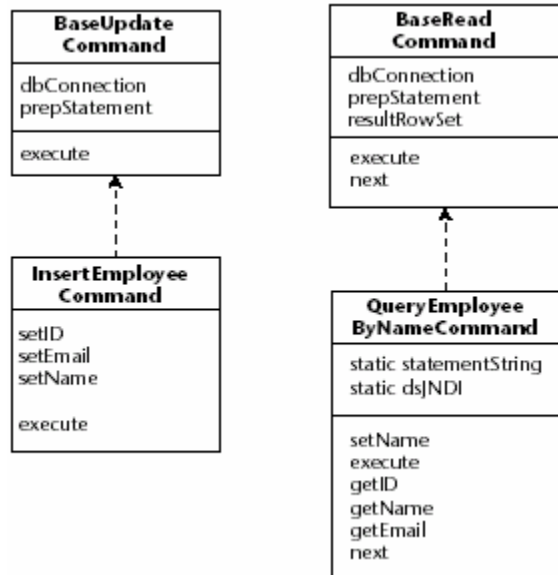 BaseUpdate
Command
dbConnection
prepStatement
execute
InsertEmployee
Command
setID
setEmail
setName
execute
BaseRead
Command
dbConnection
prepStatement
resultRowSet
execute
next
QueryEmployee
ByNameCommand
static statementString
static dsJNDI
setName
execute
getID
getName
getEmail
next